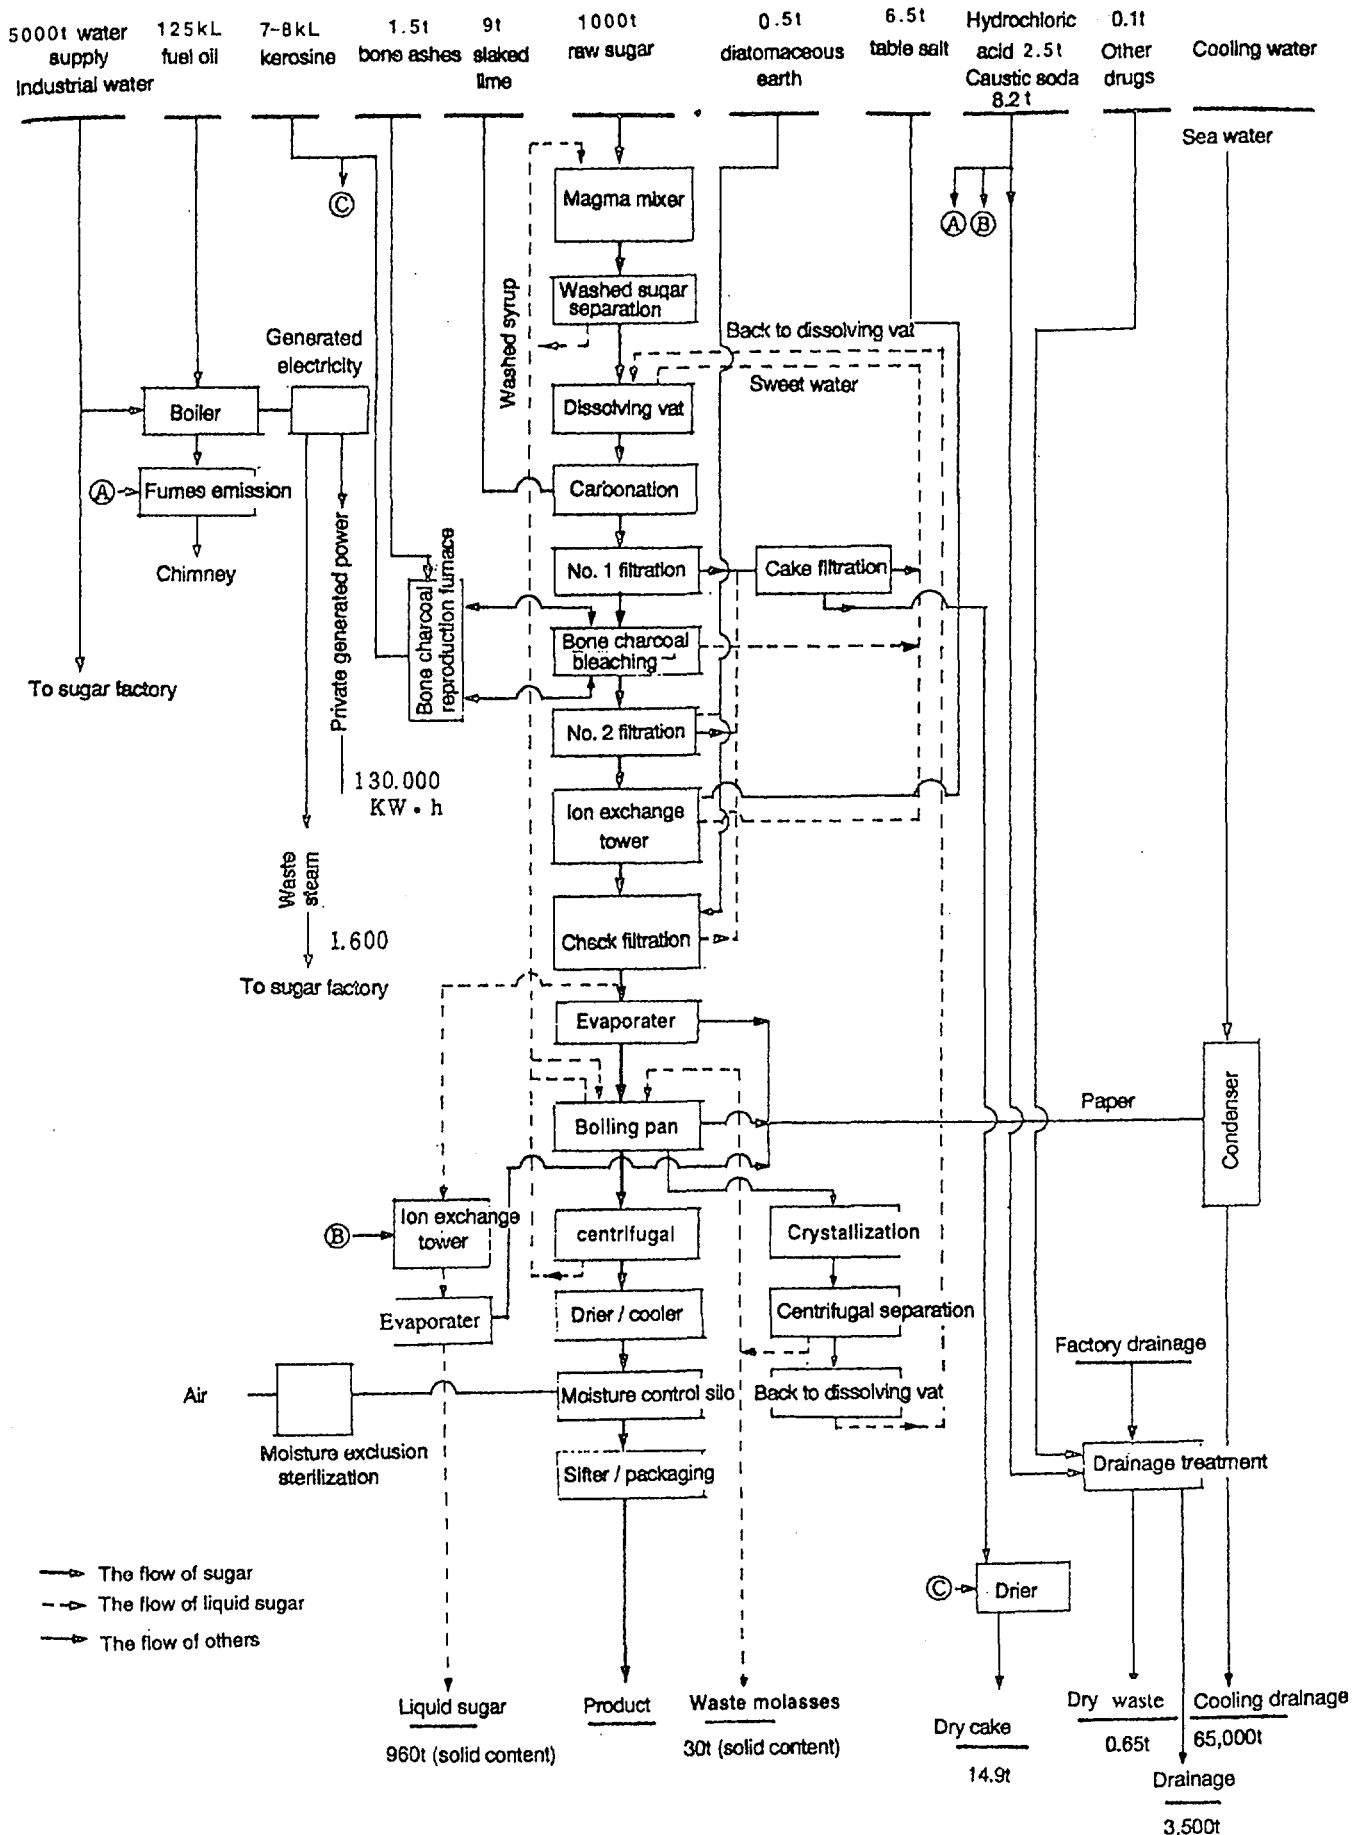 5000t water
supply
Industrial water
125kL
fuel oil
7-8kL
kerosine
1.5t
bone ashes
9t
slaked
lime
1000t
raw sugar
0.5t
diatomaceous
earth
6.5t
table salt
Hydrochloric
acid 2.5t
Caustic soda
8.2t
0.1t
Other
drugs
Cooling water
Sea water
C
A
B
Magma mixer
Washed sugar
separation
Washed syrup
Back to dissolving vat
Sweet water
Generated
electricity
Boiler
Dissolving vat
A
Fumes emission
Carbonation
Chimney
Private generated power
Bone charcoal
reproduction furnace
No. 1 filtration
Cake filtration
Bone charcoal
bleaching
To sugar factory
No. 2 filtration
130.000
KW・h
Ion exchange
tower
Waste
steam
1.600
To sugar factory
Check filtration
Evaporater
Condenser
Paper
Boiling pan
B
Ion exchange
tower
centrifugal
Crystallization
Evaporater
Drier / cooler
Centrifugal separation
Factory drainage
Air
Moisture control silo
Back to dissolving vat
Moisture exclusion
sterilization
Sifter / packaging
Drainage treatment
The flow of sugar
The flow of liquid sugar
The flow of others
C
Drier
Liquid sugar
960t (solid content)
Product
Waste molasses
30t (solid content)
Dry cake
14.9t
Dry waste
0.65t
Cooling drainage
65,000t
Drainage
3,500t